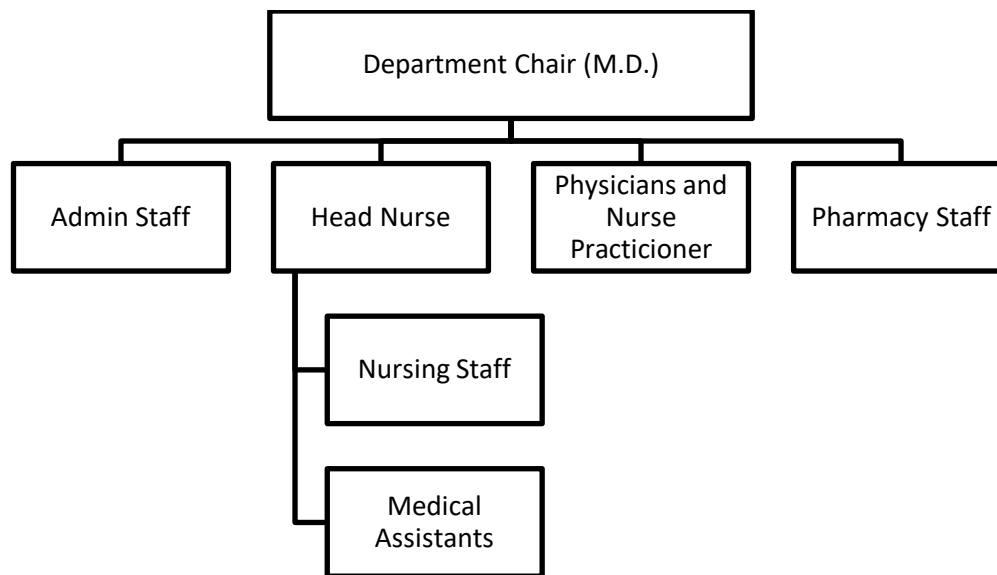 Department Chair (M.D.)
Admin Staff
Head Nurse
Physicians and
Nurse
Practicioner
Pharmacy Staff
Nursing Staff
Medical
Assistants